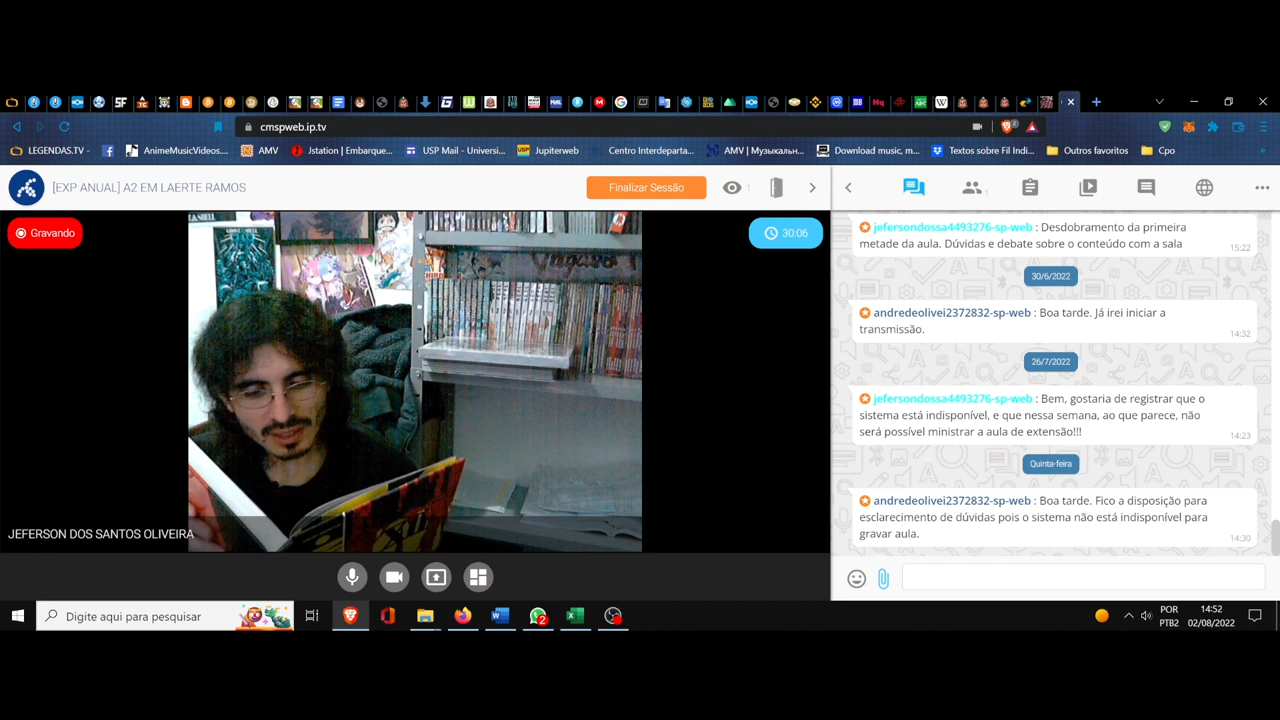 cmspweb.ip.tv
2
LEGENDAS.TV -
AnimeMusicVideos...
AMV
Jstation | Embarque...
USP Mail - Universi...
Jupiterweb
Centro Interdeparta...
AMV | Музыкальн...
Download music, m...
Textos sobre Fil Indi...
Outros favoritos
Cpo
[EXP ANUAL] A2 EM LAERTE RAMOS
Finalizar Sessão
1
1
Gravando
30:06
JEFERSON DOS SANTOS OLIVEIRA
jefersondossa4493276-sp-web : Desdobramento da primeira
metade da aula. Dúvidas e debate sobre o conteúdo com a sala
15:22
30/6/2022
andredeolivei2372832-sp-web : Boa tarde. Já irei iniciar a
transmissão.
14:32
26/7/2022
jefersondossa4493276-sp-web : Bem, gostaria de registrar que o
sistema está indisponível, e que nessa semana, ao que parece, não
será possível ministrar a aula de extensão!!!
14:23
Quinta-feira
andredeolivei2372832-sp-web : Boa tarde. Fico a disposição para
esclarecimento de dúvidas pois o sistema não está indisponível para
gravar aula.
14:30
Digite aqui para pesquisar
2
POR
PTB2
14:52
02/08/2022